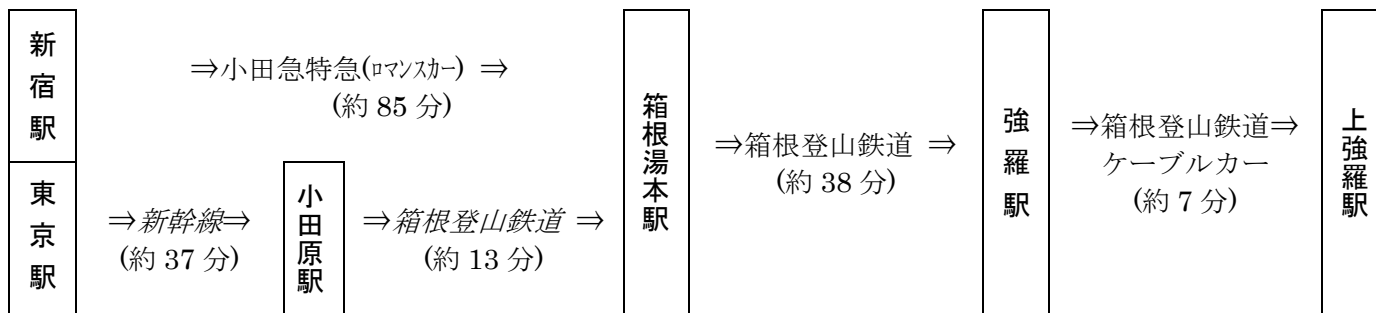 新宿駅
⇒小田急特急(ﾛﾏﾝｽｶｰ) ⇒
(約 85 分)
東京駅
⇒新幹線⇒
(約 37 分)
小田原駅
⇒箱根登山鉄道 ⇒
(約 13 分)
箱根湯本駅
⇒箱根登山鉄道 ⇒
(約 38 分)
強羅駅
⇒箱根登山鉄道⇒
ケーブルカー
(約 7 分)
上強羅駅